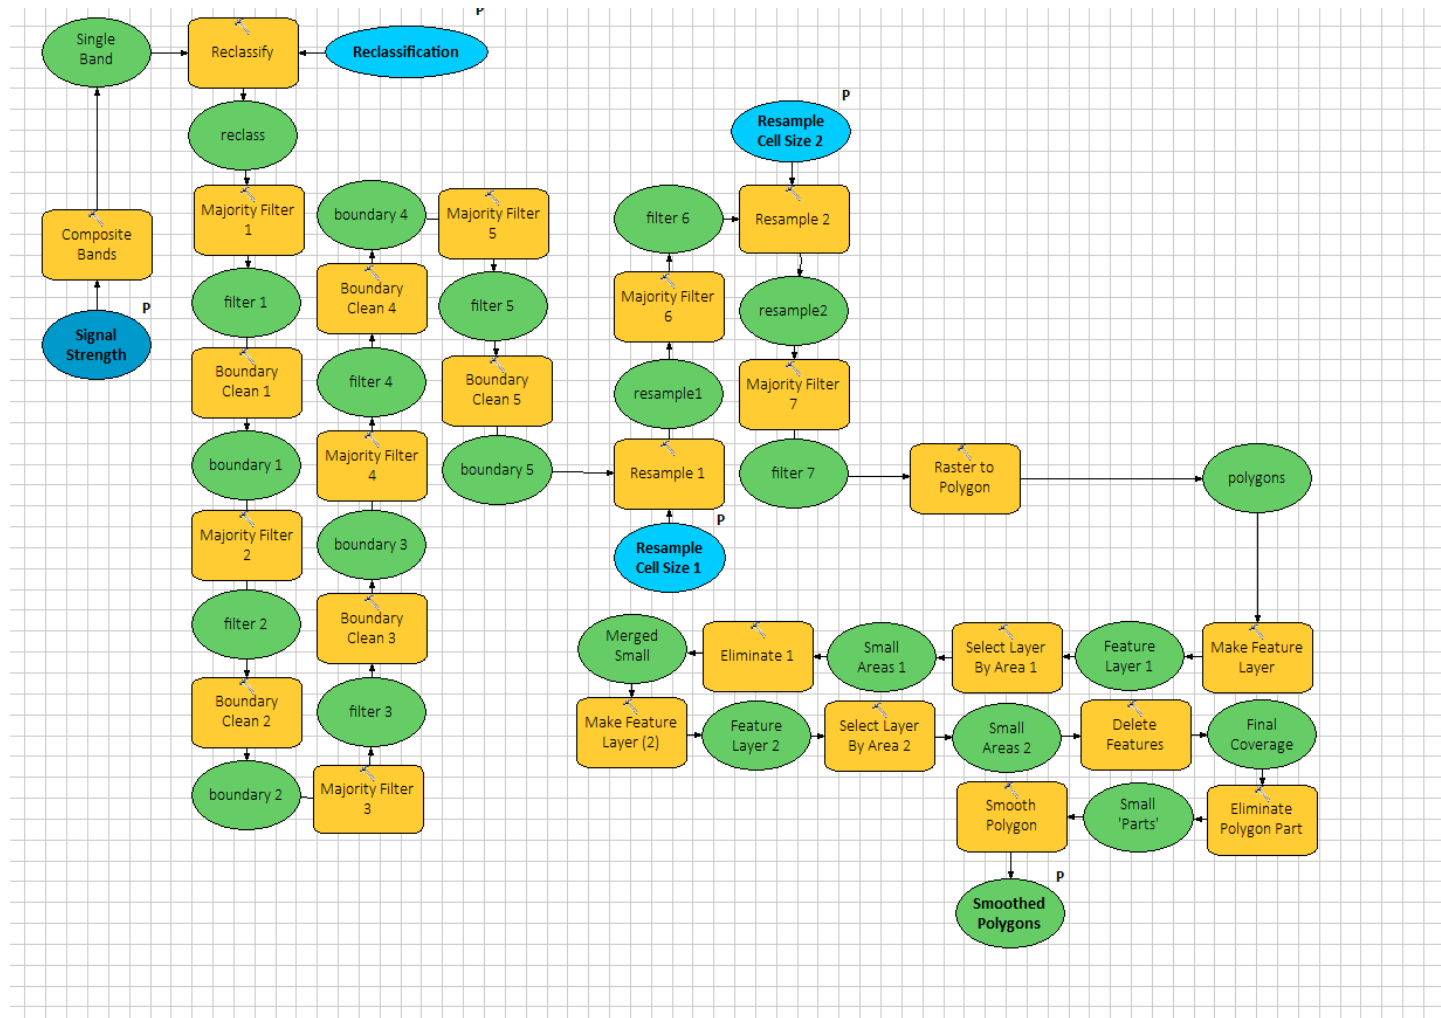 P
Single
Band
Reclassify
Reclassification
reclass
P
Resample
Cell Size 2
Composite
Bands
Majority Filter
1
boundary 4
Majority Filter
5
filter 6
Resample 2
P
Signal
Strength
filter 1
Boundary
Clean 4
filter 5
Majority Filter
6
resample2
Boundary
Clean 1
filter 4
Boundary
Clean 5
resample1
Majority Filter
7
boundary 1
Majority Filter
4
boundary 5
Resample 1
filter 7
Raster to
Polygon
polygons
P
Resample
Cell Size 1
Majority Filter
2
boundary 3
filter 2
Boundary
Clean 3
Merged
Small
Eliminate 1
Small
Areas 1
Select Layer
By Area 1
Feature
Layer 1
Make Feature
Layer
Boundary
Clean 2
filter 3
Make Feature
Layer (2)
Feature
Layer 2
Select Layer
By Area 2
Small
Areas 2
Delete
Features
Final
Coverage
boundary 2
Majority Filter
3
Smooth
Polygon
Small
'Parts'
Eliminate
Polygon Part
P
Smoothed
Polygons